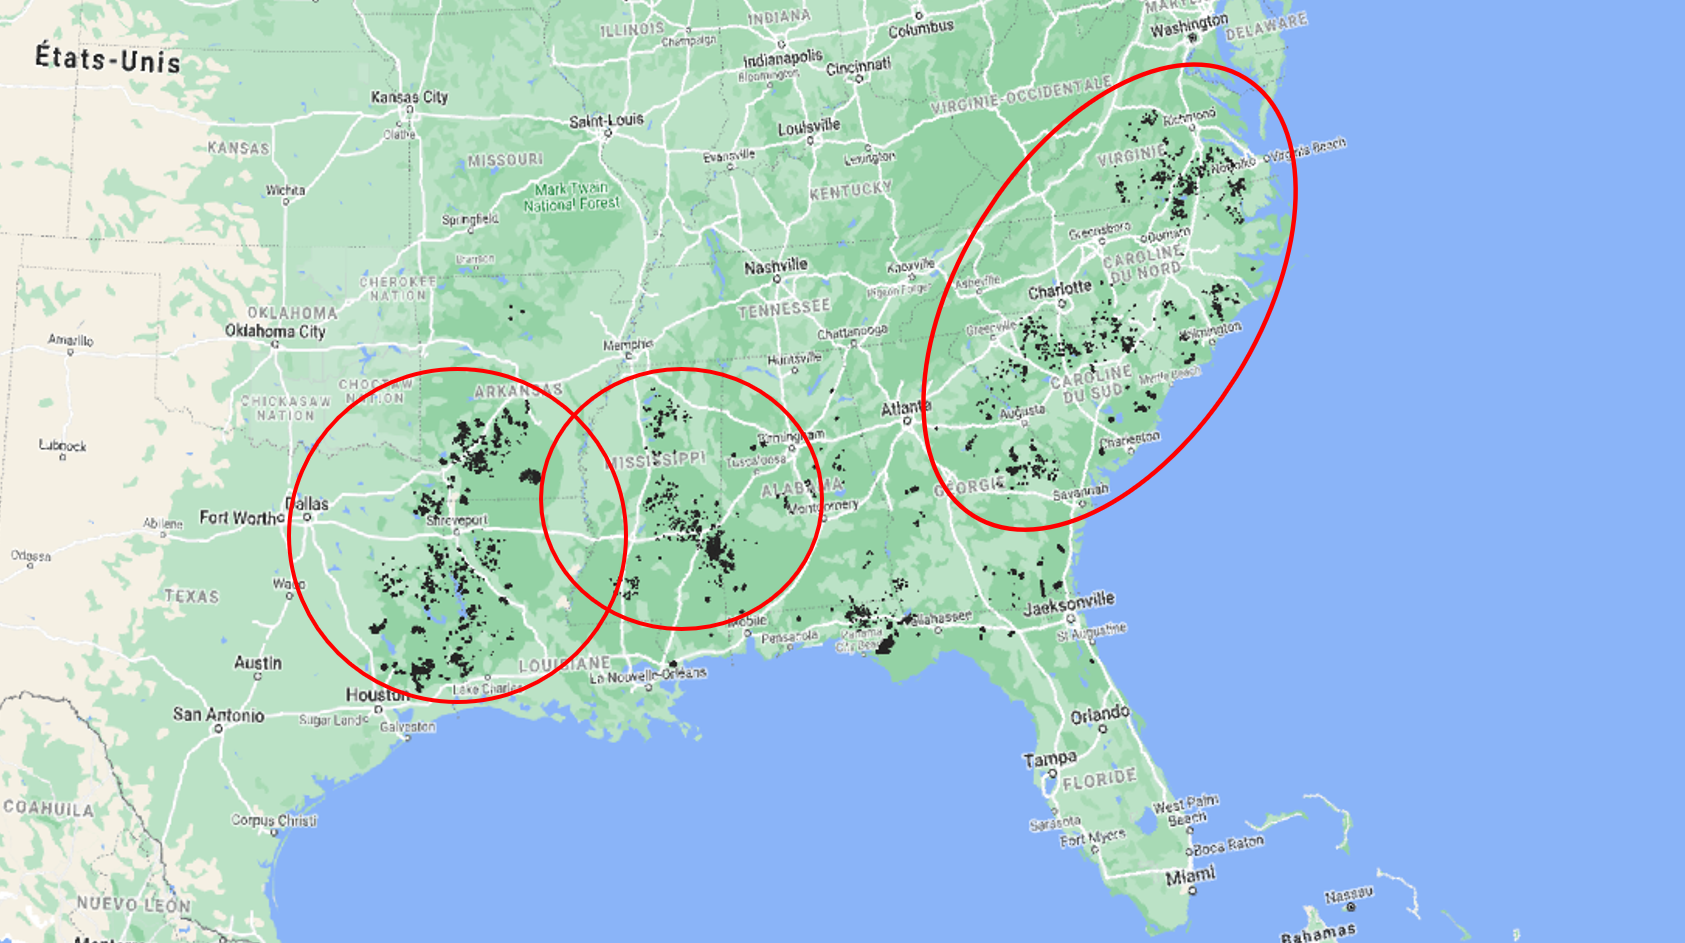 États-Unis
ILLINOIS
Champaign
INDIANA
Indianapolis
Bloomington
Columbus
Cincinnati
Washington
DELAWARE
Kansas City
Olathe
Saint-Louis
Louisville
VIRGINIE-OCCIDENTALE
KANSAS
MISSOURI
Evansville
Lexington
VIRGINIE
Richmond
Norfolk
Virginia Beach
Wichita
Mark Twain
National Forest
KENTUCKY
Springfield
Branson
Nashville
Knoxville
Pigeon Forge
Asheville
Greensboro
Durham
CAROLINE
DU NORD
CHEROKEE
NATION
OKLAHOMA
Oklahoma City
TENNESSEE
Charlotte
Amarillo
Memphis
Chattanooga
Greenville
Wilmington
Huntsville
CHOCTAW
NATION
ARKANSAS
CAROLINE
DU SUD
Myrtle Beach
CHICKASAW
NATION
Atlanta
Augusta
Lubbock
Birmingham
Tuscaloosa
Charleston
MISSISSIPPI
ALABAMA
GEORGIE
Savannah
Montgomery
Dallas
Fort Worth
Abilene
Shreveport
Odessa
Waco
TEXAS
Jacksonville
Tallahassee
St Augustine
Mobile
Pensacola
Panama
City Beach
Austin
LOUISIANE
La Nouvelle-Orléans
Houston
Lake Charles
San Antonio
Sugar Land
Galveston
Orlando
Tampa
FLORIDE
COAHUILA
Corpus Christi
Sarasota
West Palm
Beach
Fort Myers
Boca Raton
Miami
NUEVO LEÓN
Nassau
Bahamas